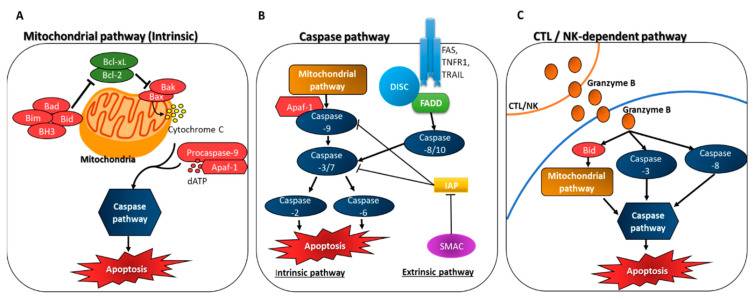 A
Mitochondrial pathway (Intrinsic)
Bcl-xL
Bcl-2
Bak
Bax
Bad
Bim
Bid
BH3
Cytochrome C
Mitochondria
Procaspase-9
Apaf-1
dATP
Caspase
pathway
Apoptosis
B
Caspase pathway
FAS,
TNFR1,
TRAIL
Mitochondrial
pathway
DISC
FADD
Apaf-1
Caspase
-9
Caspase
-8/10
Caspase
-3/7
IAP
Caspase
-2
Caspase
-6
SMAC
Apoptosis
Intrinsic pathway
Extrinsic pathway
C
CTL / NK-dependent pathway
Granzyme B
CTL/NK
Granzyme B
Bid
Caspase
-3
Caspase
-8
Mitochondrial
pathway
Caspase
pathway
Apoptosis